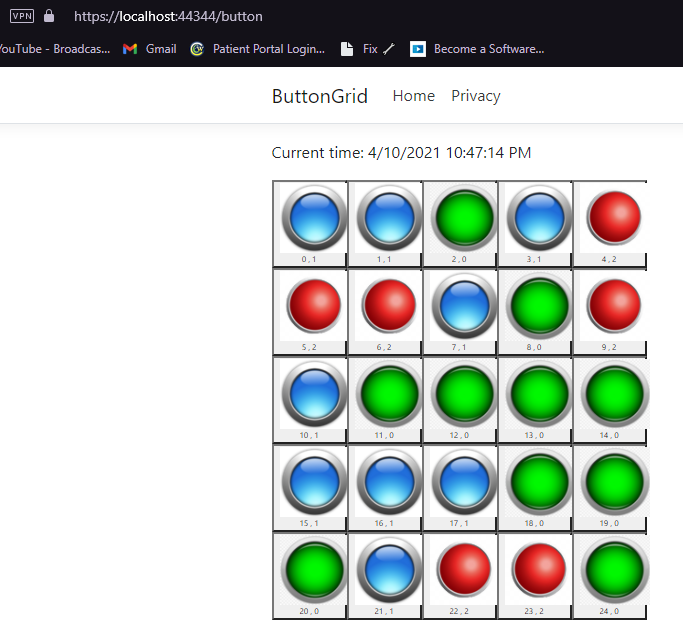 VPN https://localhost:44344/button
YouTube - Broadcas... Gmail Patient Portal Login... Fix Become a Software...
ButtonGrid Home Privacy
Current time: 4/10/2021 10:47:14 PM
0, 1 1, 1 2, 0 3, 1 4, 2
5, 2 6, 2 7, 1 8, 0 9, 2
10, 1 11, 0 12, 0 13, 0 14, 0
15, 1 16, 1 17, 1 18, 0 19, 0
20, 0 21, 1 22, 2 23, 2 24, 0